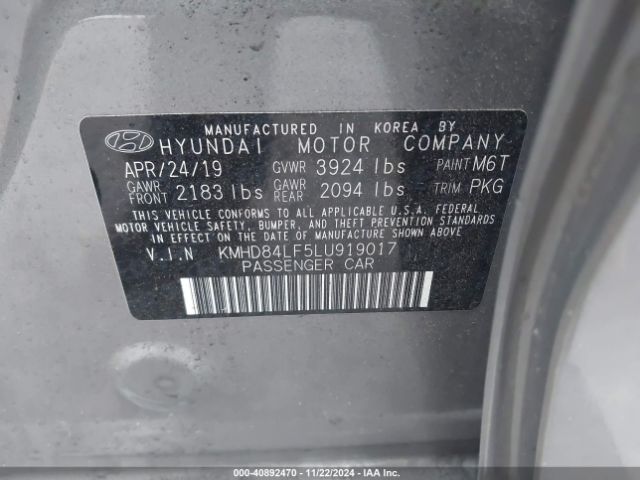 MANUFACTURED IN KOREA BY
HYUNDAI MOTOR COMPANY
APR/24/19 GVWR 3924 lbs PAINT M6T
GAWR FRONT 2183 lbs GAWR REAR 2094 lbs TRIM PKG
THIS VEHICLE CONFORMS TO ALL APPLICABLE U.S.A. FEDERAL
MOTOR VEHICLE SAFETY, BUMPER, AND THEFT PREVENTION STANDARDS
IN EFFECT ON THE DATE OF MANUFACTURE SHOWN ABOVE
V.I.N KMHD84LF5LU919017
PASSENGER CAR
000-40892470 - 11/22/2024 - IAA Inc.